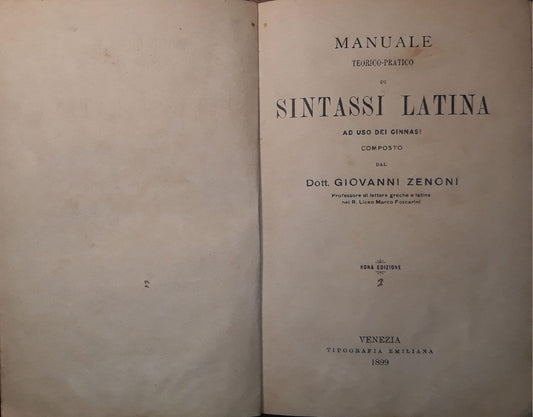 MANUALE
TEORICO-PRATICO
DI
SINTASSI LATINA
AD USO DEI GINNASI
COMPOSTO
DAL
Dott. GIOVANNI ZENONI
Professore di lettere greche e latine
nel R. Liceo Marco Foscarini
NONA EDIZIONE
VENEZIA
TIPOGRAFIA EMILIANA
1899